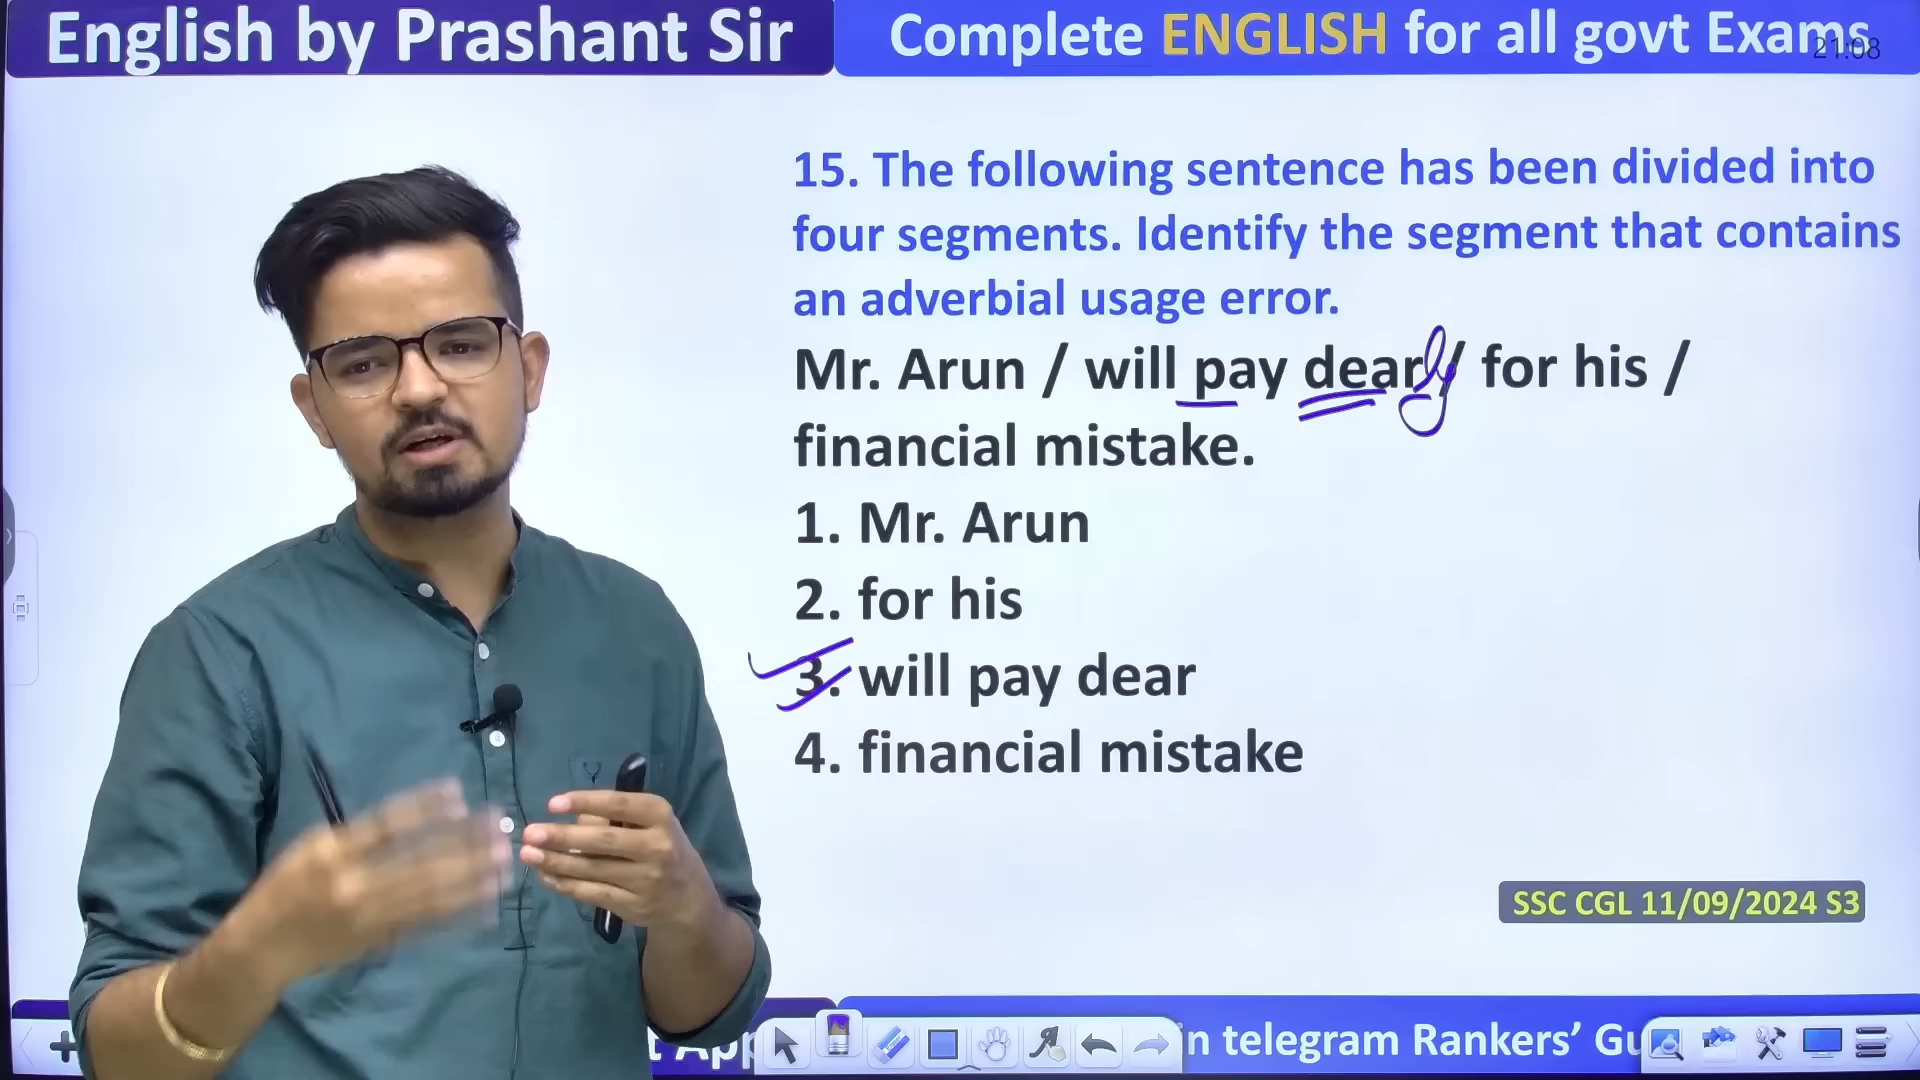 English by Prashant Sir
Complete ENGLISH for all govt Exams
21:08
15. The following sentence has been divided into
four segments. Identify the segment that contains
an adverbial usage error.
Mr. Arun / will pay dearly / for his /
financial mistake.
1. Mr. Arun
2. for his
3. will pay dear
4. financial mistake
SSC CGL 11/09/2024 S3
t App
in telegram Rankers’ Gu